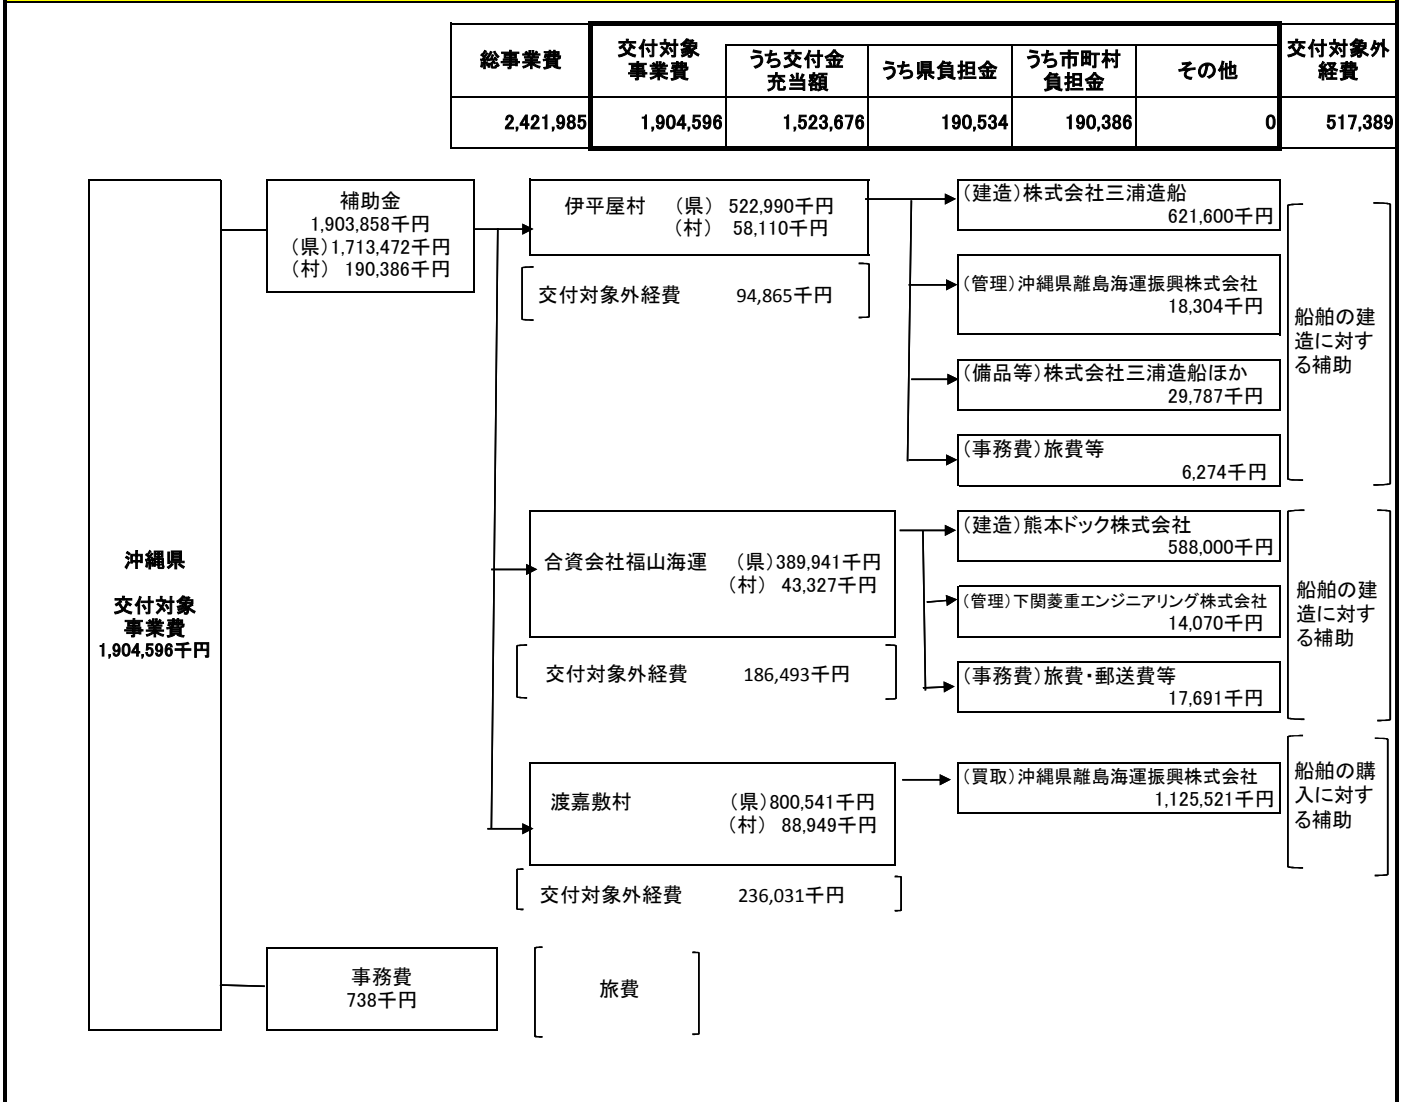 総事業費
交付対象
事業費
うち交付金
充当額
うち県負担金
うち市町村
負担金
その他
交付対象外
経費
2,421,985
1,904,596
1,523,676
190,534
190,386
0
517,389
沖縄県
交付対象
事業費
1,904,596千円
補助金
1,903,858千円
（県）1,713,472千円
（村） 190,386千円
伊平屋村 （県） 522,990千円
（村） 58,110千円
交付対象外経費 94,865千円
（建造）株式会社三浦造船
621,600千円
（管理）沖縄県離島海運振興株式会社
18,304千円
（備品等）株式会社三浦造船ほか
29,787千円
（事務費）旅費等
6,274千円
船舶の建
造に対す
る補助
合資会社福山海運 （県）389,941千円
（村） 43,327千円
交付対象外経費 186,493千円
（建造）熊本ドック株式会社
588,000千円
（管理）下関菱重エンジニアリング株式会社
14,070千円
（事務費）旅費・郵送費等
17,691千円
船舶の建
造に対す
る補助
渡嘉敷村 （県）800,541千円
（村） 88,949千円
交付対象外経費 236,031千円
（買取）沖縄県離島海運振興株式会社
1,125,521千円
船舶の購
入に対す
る補助
事務費
738千円
旅費